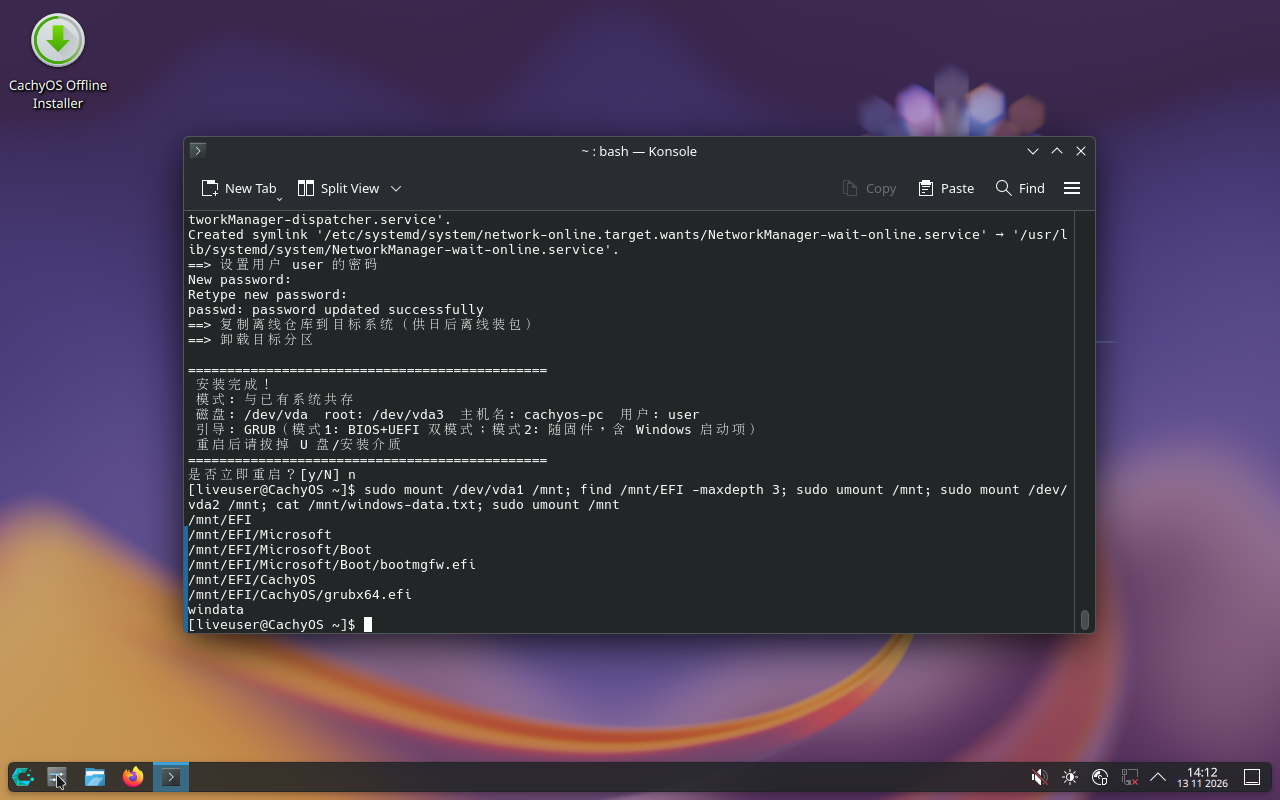 CachyOS Offline
Installer
~ : bash — Konsole
New Tab
Split View
Copy
Paste
Find
tworkManager-dispatcher.service'.
Created symlink '/etc/systemd/system/network-online.target.wants/NetworkManager-wait-online.service' → '/usr/l
ib/systemd/system/NetworkManager-wait-online.service'.
==> 设置用户 user 的密码
New password:
Retype new password:
passwd: password updated successfully
==> 复制离线仓库到目标系统（供日后离线装包）
==> 卸载目标分区
==============================================
安装完成！
模式: 与已有系统共存
磁盘: /dev/vda  root: /dev/vda3  主机名: cachyos-pc  用户: user
引导: GRUB（模式1: BIOS+UEFI 双模式；模式2: 随固件，含 Windows 启动项）
重启后请拔掉 U 盘/安装介质
==============================================
是否立即重启？[y/N] n
[liveuser@CachyOS ~]$ sudo mount /dev/vda1 /mnt; find /mnt/EFI -maxdepth 3; sudo umount /mnt; sudo mount /dev/
vda2 /mnt; cat /mnt/windows-data.txt; sudo umount /mnt
/mnt/EFI
/mnt/EFI/Microsoft
/mnt/EFI/Microsoft/Boot
/mnt/EFI/Microsoft/Boot/bootmgfw.efi
/mnt/EFI/CachyOS
/mnt/EFI/CachyOS/grubx64.efi
windata
[liveuser@CachyOS ~]$
14:12
13 11 2026